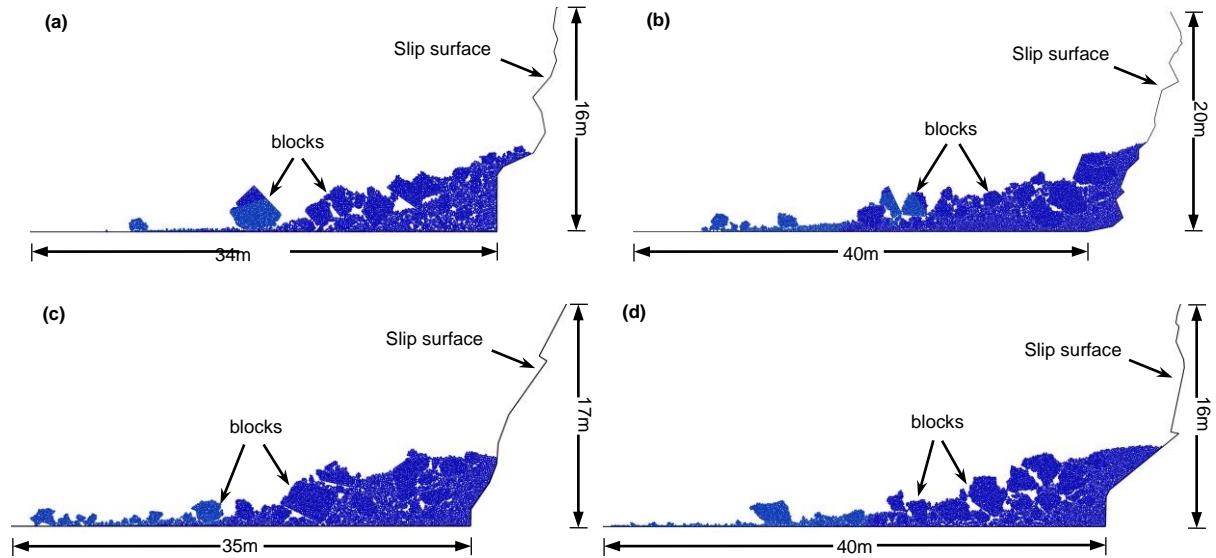 (a)
Slip surface
16m
blocks
34m
(b)
Slip surface
20m
blocks
40m
(c)
Slip surface
17m
blocks
35m
(d)
Slip surface
16m
blocks
40m